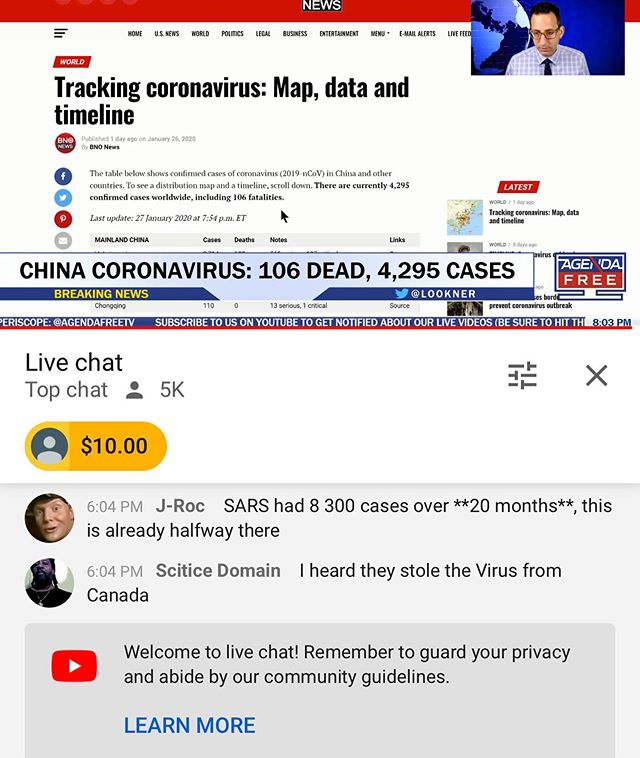 NEWS
HOME U.S. NEWS WORLD POLITICS LEGAL BUSINESS ENTERTAINMENT MENU E-MAIL ALERTS LIVE FEED
WORLD
Tracking coronavirus: Map, data and
timeline
BNO
NEWS
Published 1 day ago on January 26, 2020
By BNO News
The table below shows confirmed cases of coronavirus (2019-nCoV) in China and other
countries. To see a distribution map and a timeline, scroll down. There are currently 4,295
confirmed cases worldwide, including 106 fatalities.
Last update: 27 January 2020 at 7:54 p.m. ET
MAINLAND CHINA Cases Deaths Notes Links
LATEST
WORLD / 1 day ago
Tracking coronavirus: Map, data
and timeline
WORLD / 5 days ago
CHINA CORONAVIRUS: 106 DEAD, 4,295 CASES
BREAKING NEWS
@LOOKNER
AGENDA
FREE
Chongqing 110 0 13 serious, 1 critical Source
prevent coronavirus outbreak
PERISCOPE: @AGENDAFREETV SUBSCRIBE TO US ON YOUTUBE TO GET NOTIFIED ABOUT OUR LIVE VIDEOS (BE SURE TO HIT TH 8:03 PM
Live chat
Top chat 5K
$10.00
6:04 PM J-Roc SARS had 8 300 cases over **20 months**, this
is already halfway there
6:04 PM Scitice Domain I heard they stole the Virus from
Canada
Welcome to live chat! Remember to guard your privacy
and abide by our community guidelines.
LEARN MORE